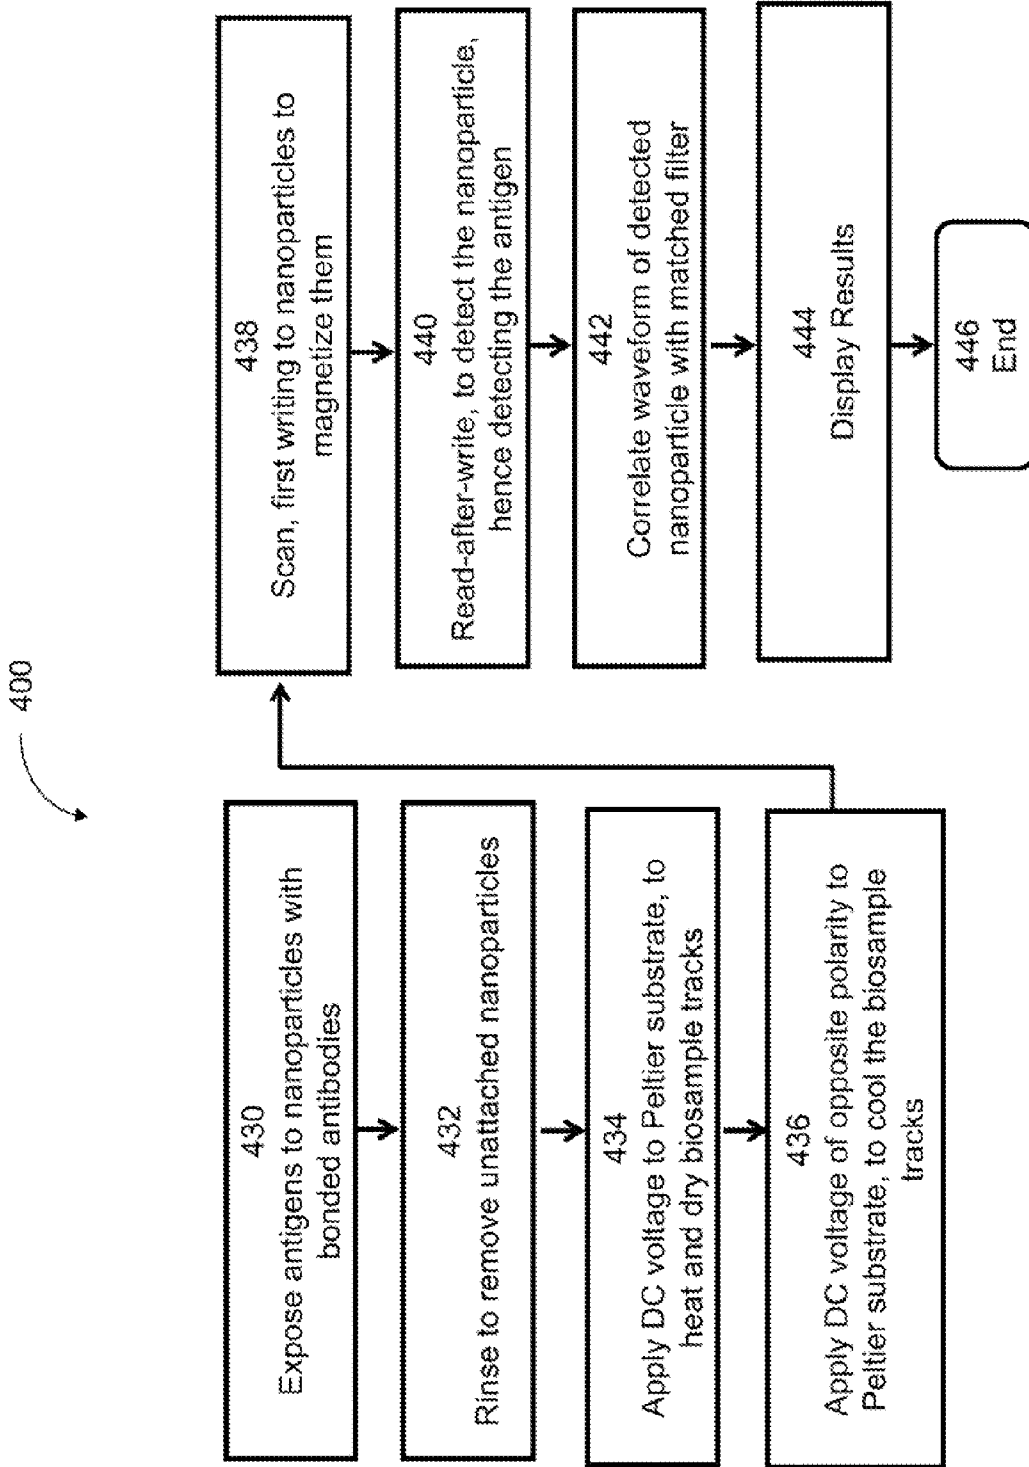 400
430
Expose antigens to nanoparticles with
bonded antibodies
432
Rinse to remove unattached nanoparticles
434
Apply DC voltage to Peltier substrate, to
heat and dry biosample tracks
436
Apply DC voltage of opposite polarity to
Peltier substrate, to cool the biosample
tracks
438
Scan, first writing to nanoparticles to
magnetize them
440
Read-after-write, to detect the nanoparticle,
hence detecting the antigen
442
Correlate waveform of detected
nanoparticle with matched filter
444
Display Results
446
End